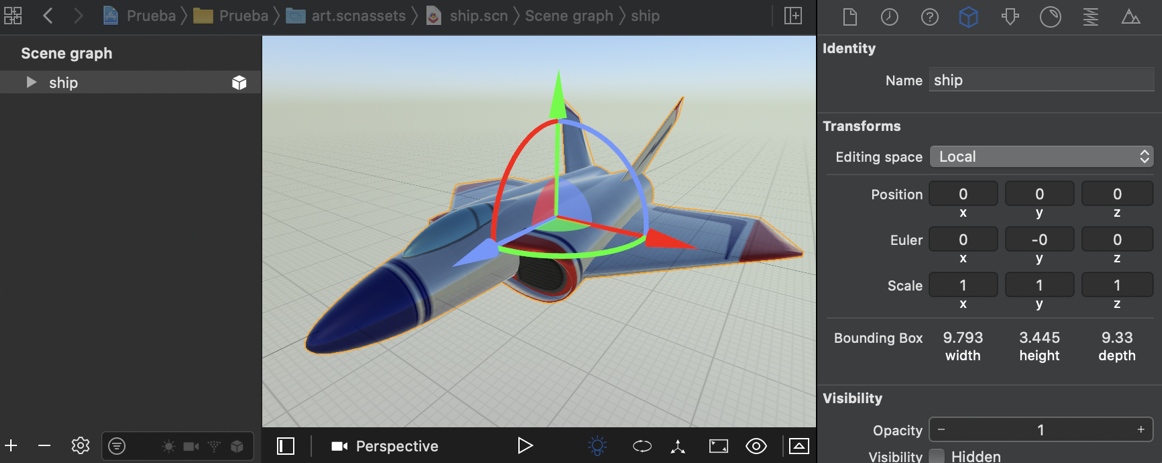 Prueba 〉 Prueba 〉 art.scnassets 〉 ship.scn 〉 Scene graph 〉 ship
Scene graph
ship
Perspective
Identity
Name ship
Transforms
Editing space Local
Position 0 0 0
x y z
Euler 0 -0 0
x y z
Scale 1 1 1
x y z
Bounding Box 9.793 3.445 9.33
width height depth
Visibility
Opacity − 1 +
Visibility Hidden